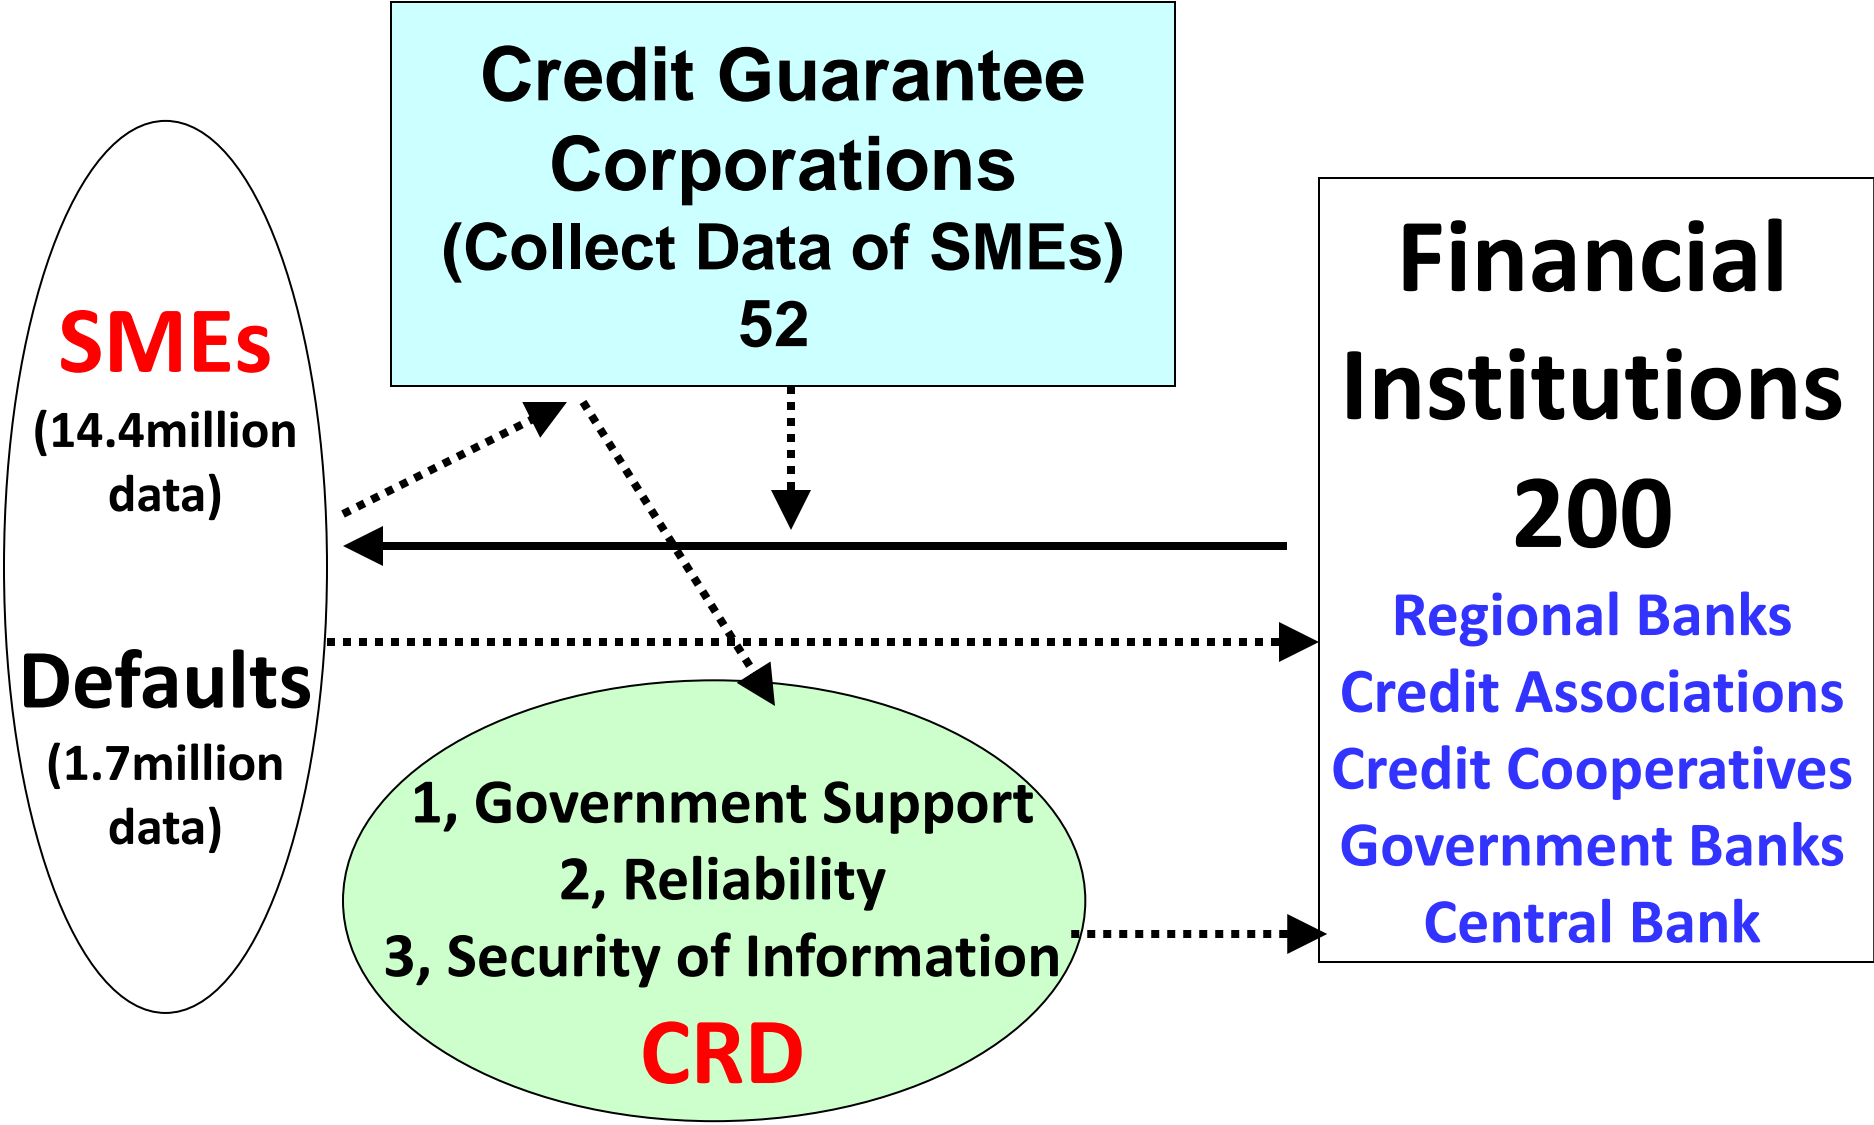 Credit Guarantee
Corporations
(Collect Data of SMEs)
52
SMEs
(14.4million
data)
Defaults
(1.7million
data)
Financial
Institutions
200
Regional Banks
Credit Associations
Credit Cooperatives
Government Banks
Central Bank
1, Government Support
2, Reliability
3, Security of Information
CRD